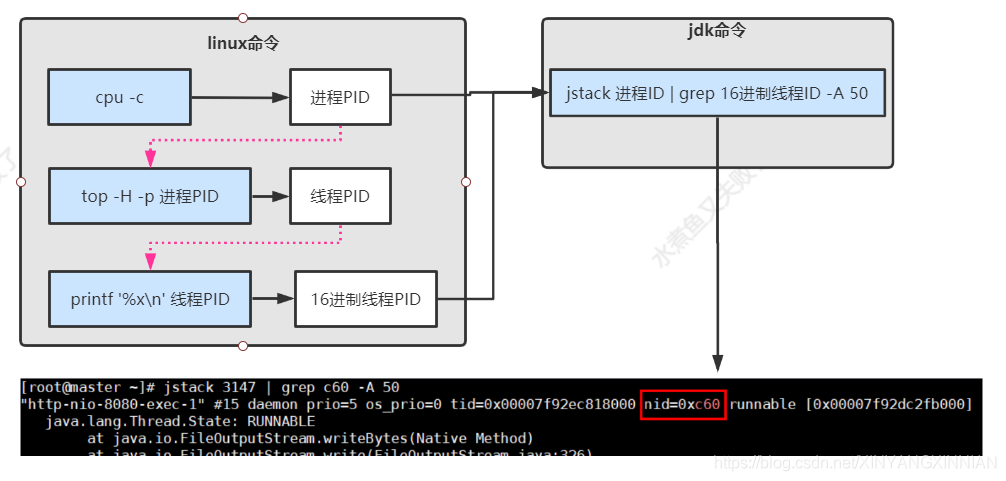 linux命令
cpu -c
进程PID
top -H -p 进程PID
线程PID
printf '%x\n' 线程PID
16进制线程PID
jdk命令
jstack 进程ID | grep 16进制线程ID -A 50
水煮鱼又失败了
[root@master ~]# jstack 3147 | grep c60 -A 50
"http-nio-8080-exec-1" #15 daemon prio=5 os_prio=0 tid=0x00007f92ec818000 nid=0xc60 runnable [0x00007f92dc2fb000]
java.lang.Thread.State: RUNNABLE
at java.io.FileOutputStream.writeBytes(Native Method)
at java.io.FileOutputStream.write(FileOutputStream.java:326)
https://blog.csdn.net/XINYANGXINNIAN